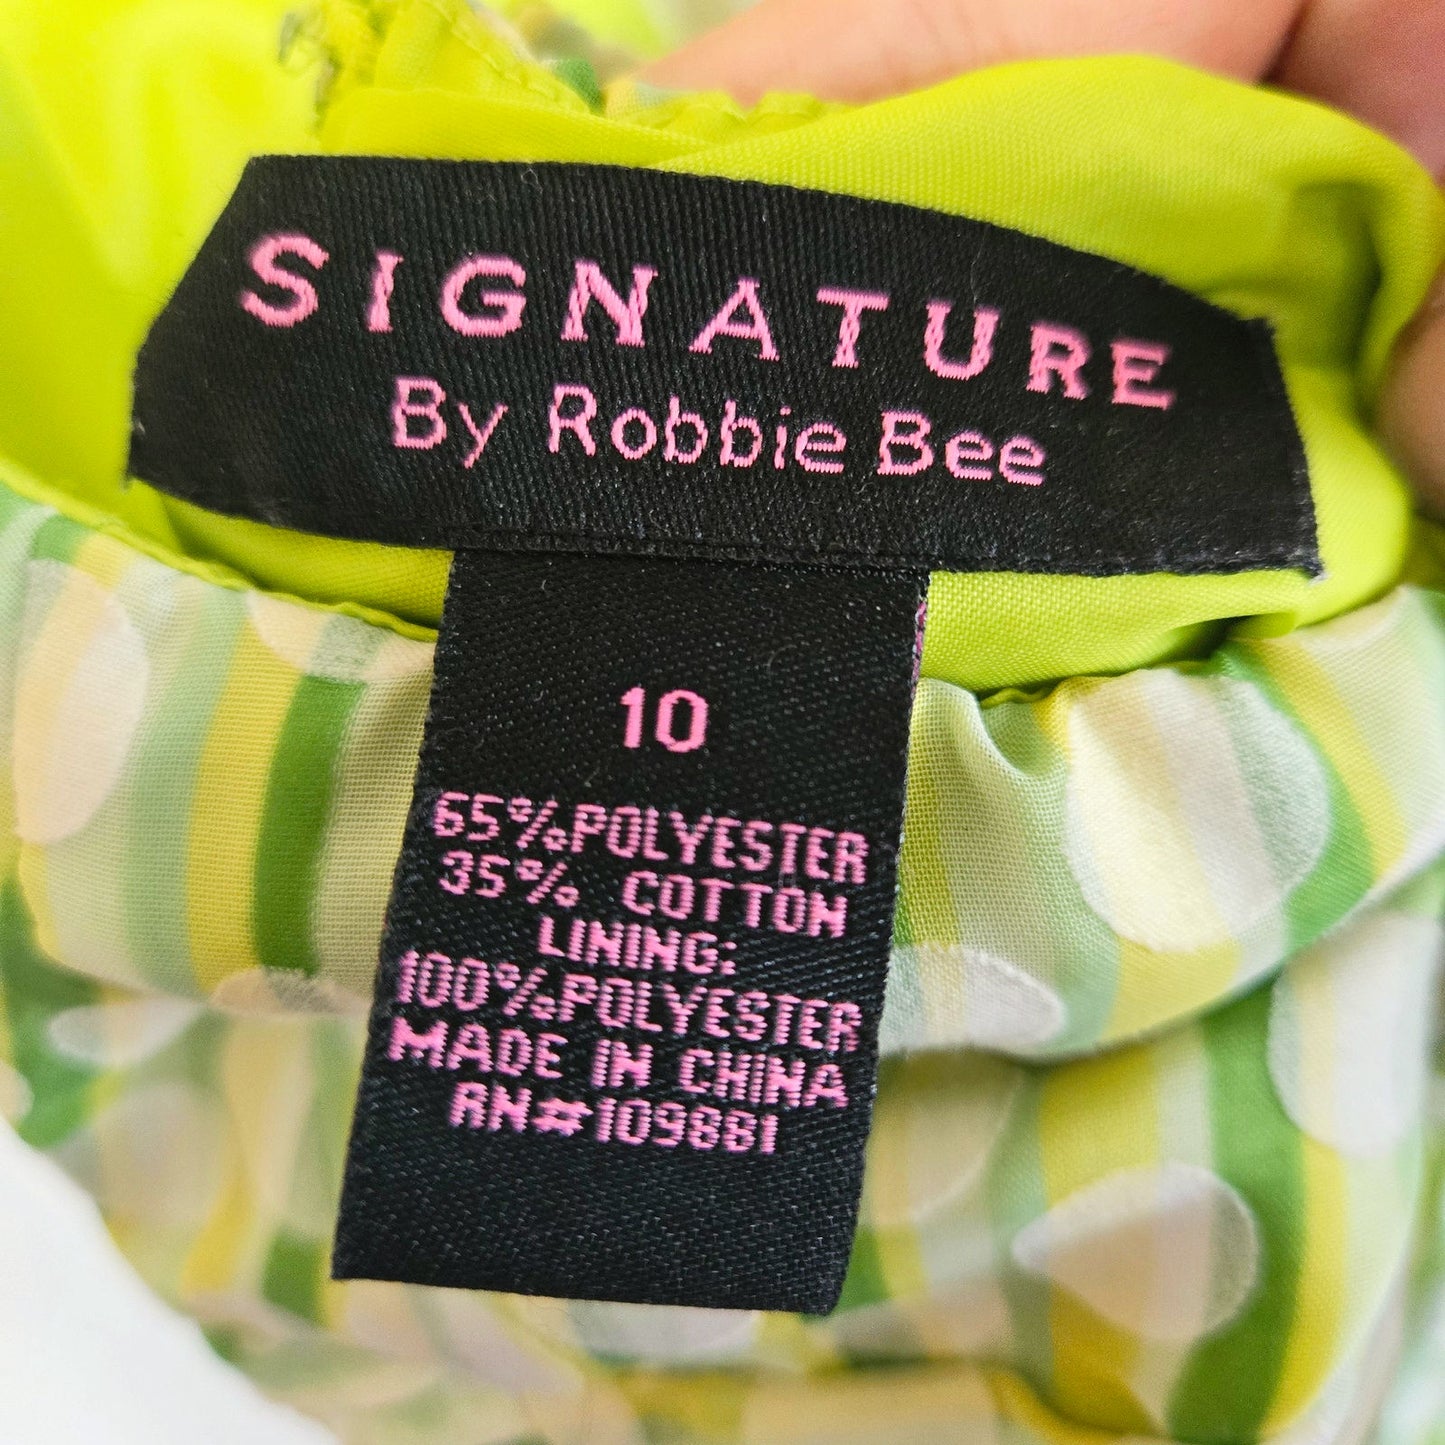 SIGNATURE
By Robbie Bee
10
65%POLYESTER
35% COTTON
LINING:
100%POLYESTER
MADE IN CHINA
RN#109881